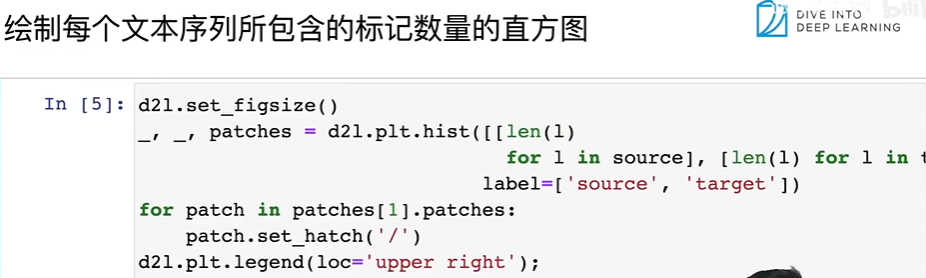 绘制每个文本序列所包含的标记数量的直方图
DIVE INTO
DEEP LEARNING
In [5]:
d2l.set_figsize()
_, _, patches = d2l.plt.hist([[len(l)
for l in source], [len(l) for l in t
label=['source', 'target'])
for patch in patches[1].patches:
patch.set_hatch('/')
d2l.plt.legend(loc='upper right');